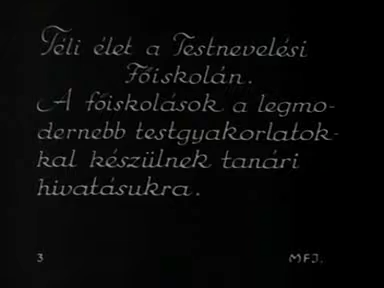 Téli élet a Testnevelési
Főiskolán.
A főiskolások a legmo-
dernebb testgyakorlatok-
kal készülnek tanári
hivatásukra.
3
MFI.